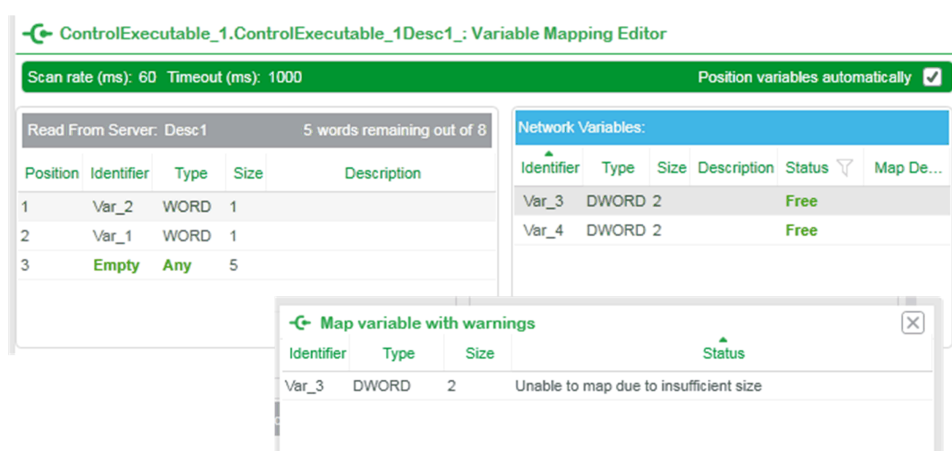 ControlExecutable_1.ControlExecutable_1Desc1_: Variable Mapping Editor
Scan rate (ms): 60 Timeout (ms): 1000 Position variables automatically
Read From Server: Desc1 5 words remaining out of 8
Position Identifier Type Size Description
1 Var_2 WORD 1
2 Var_1 WORD 1
3 Empty Any 5
Network Variables:
Identifier Type Size Description Status Map De...
Var_3 DWORD 2 Free
Var_4 DWORD 2 Free
Map variable with warnings
Identifier Type Size Status
Var_3 DWORD 2 Unable to map due to insufficient size